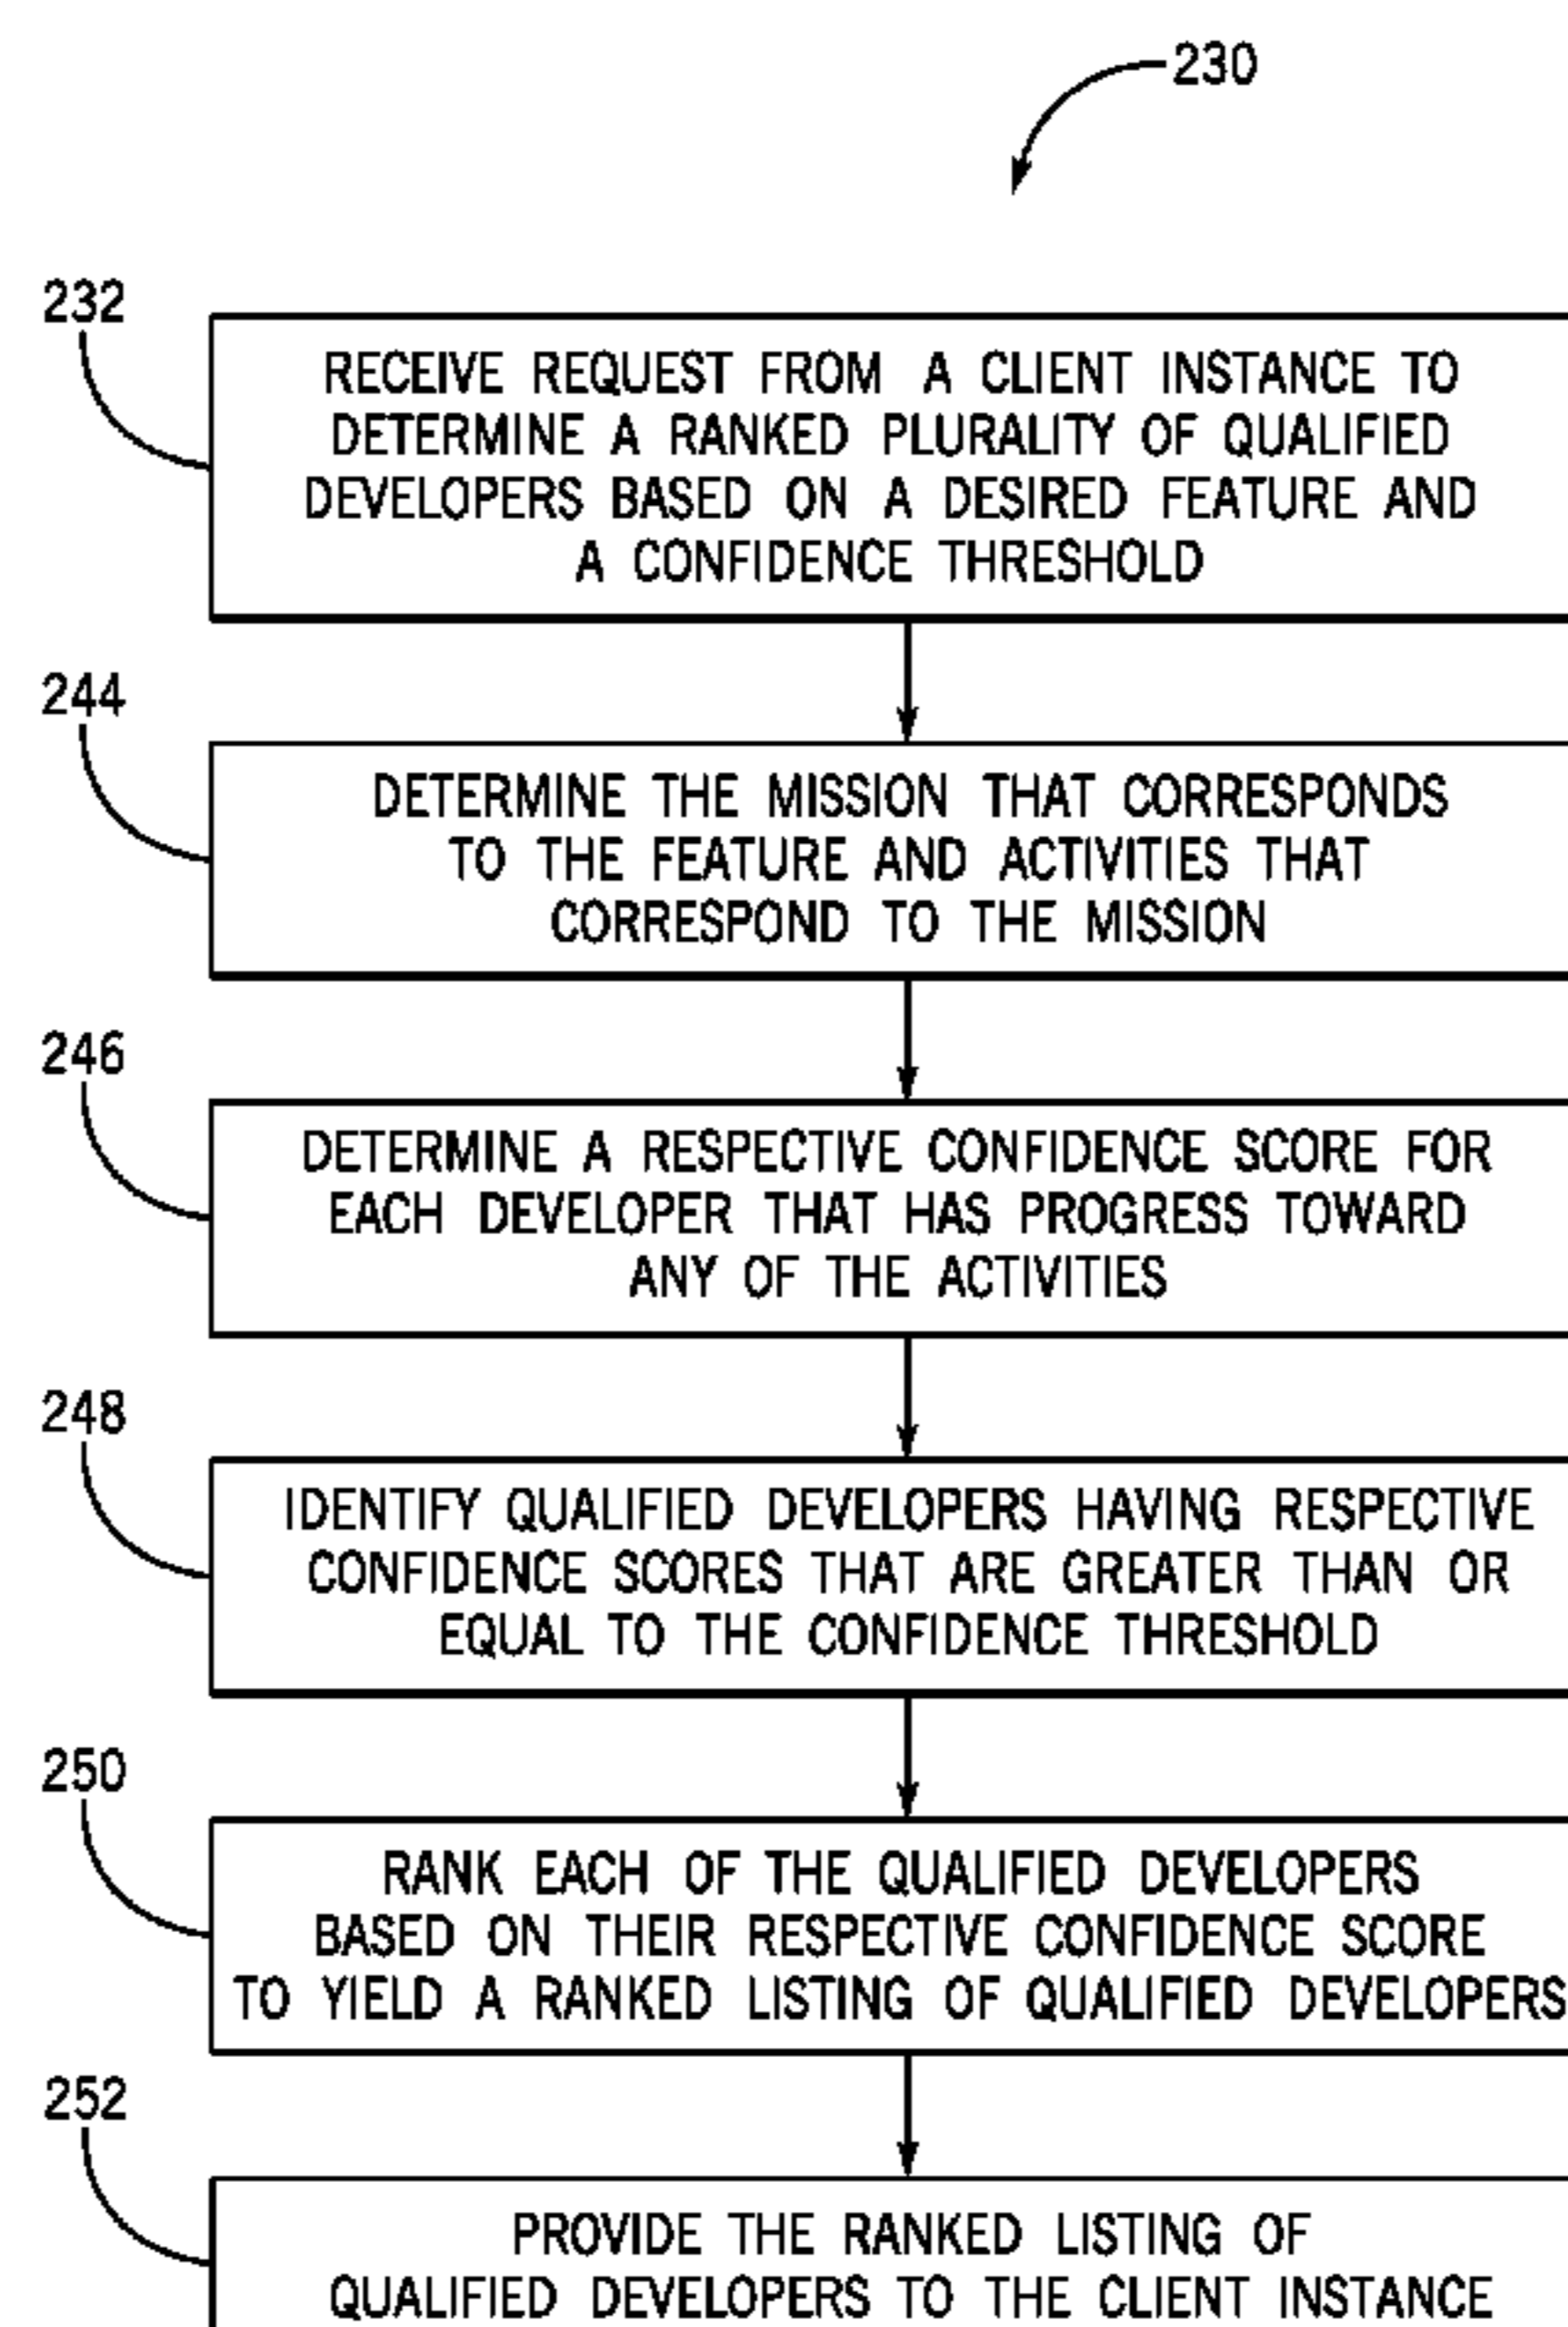 230
232
RECEIVE REQUEST FROM A CLIENT INSTANCE TO
DETERMINE A RANKED PLURALITY OF QUALIFIED
DEVELOPERS BASED ON A DESIRED FEATURE AND
A CONFIDENCE THRESHOLD
244
DETERMINE THE MISSION THAT CORRESPONDS
TO THE FEATURE AND ACTIVITIES THAT
CORRESPOND TO THE MISSION
246
DETERMINE A RESPECTIVE CONFIDENCE SCORE FOR
EACH DEVELOPER THAT HAS PROGRESS TOWARD
ANY OF THE ACTIVITIES
248
IDENTIFY QUALIFIED DEVELOPERS HAVING RESPECTIVE
CONFIDENCE SCORES THAT ARE GREATER THAN OR
EQUAL TO THE CONFIDENCE THRESHOLD
250
RANK EACH OF THE QUALIFIED DEVELOPERS
BASED ON THEIR RESPECTIVE CONFIDENCE SCORE
TO YIELD A RANKED LISTING OF QUALIFIED DEVELOPERS
252
PROVIDE THE RANKED LISTING OF
QUALIFIED DEVELOPERS TO THE CLIENT INSTANCE